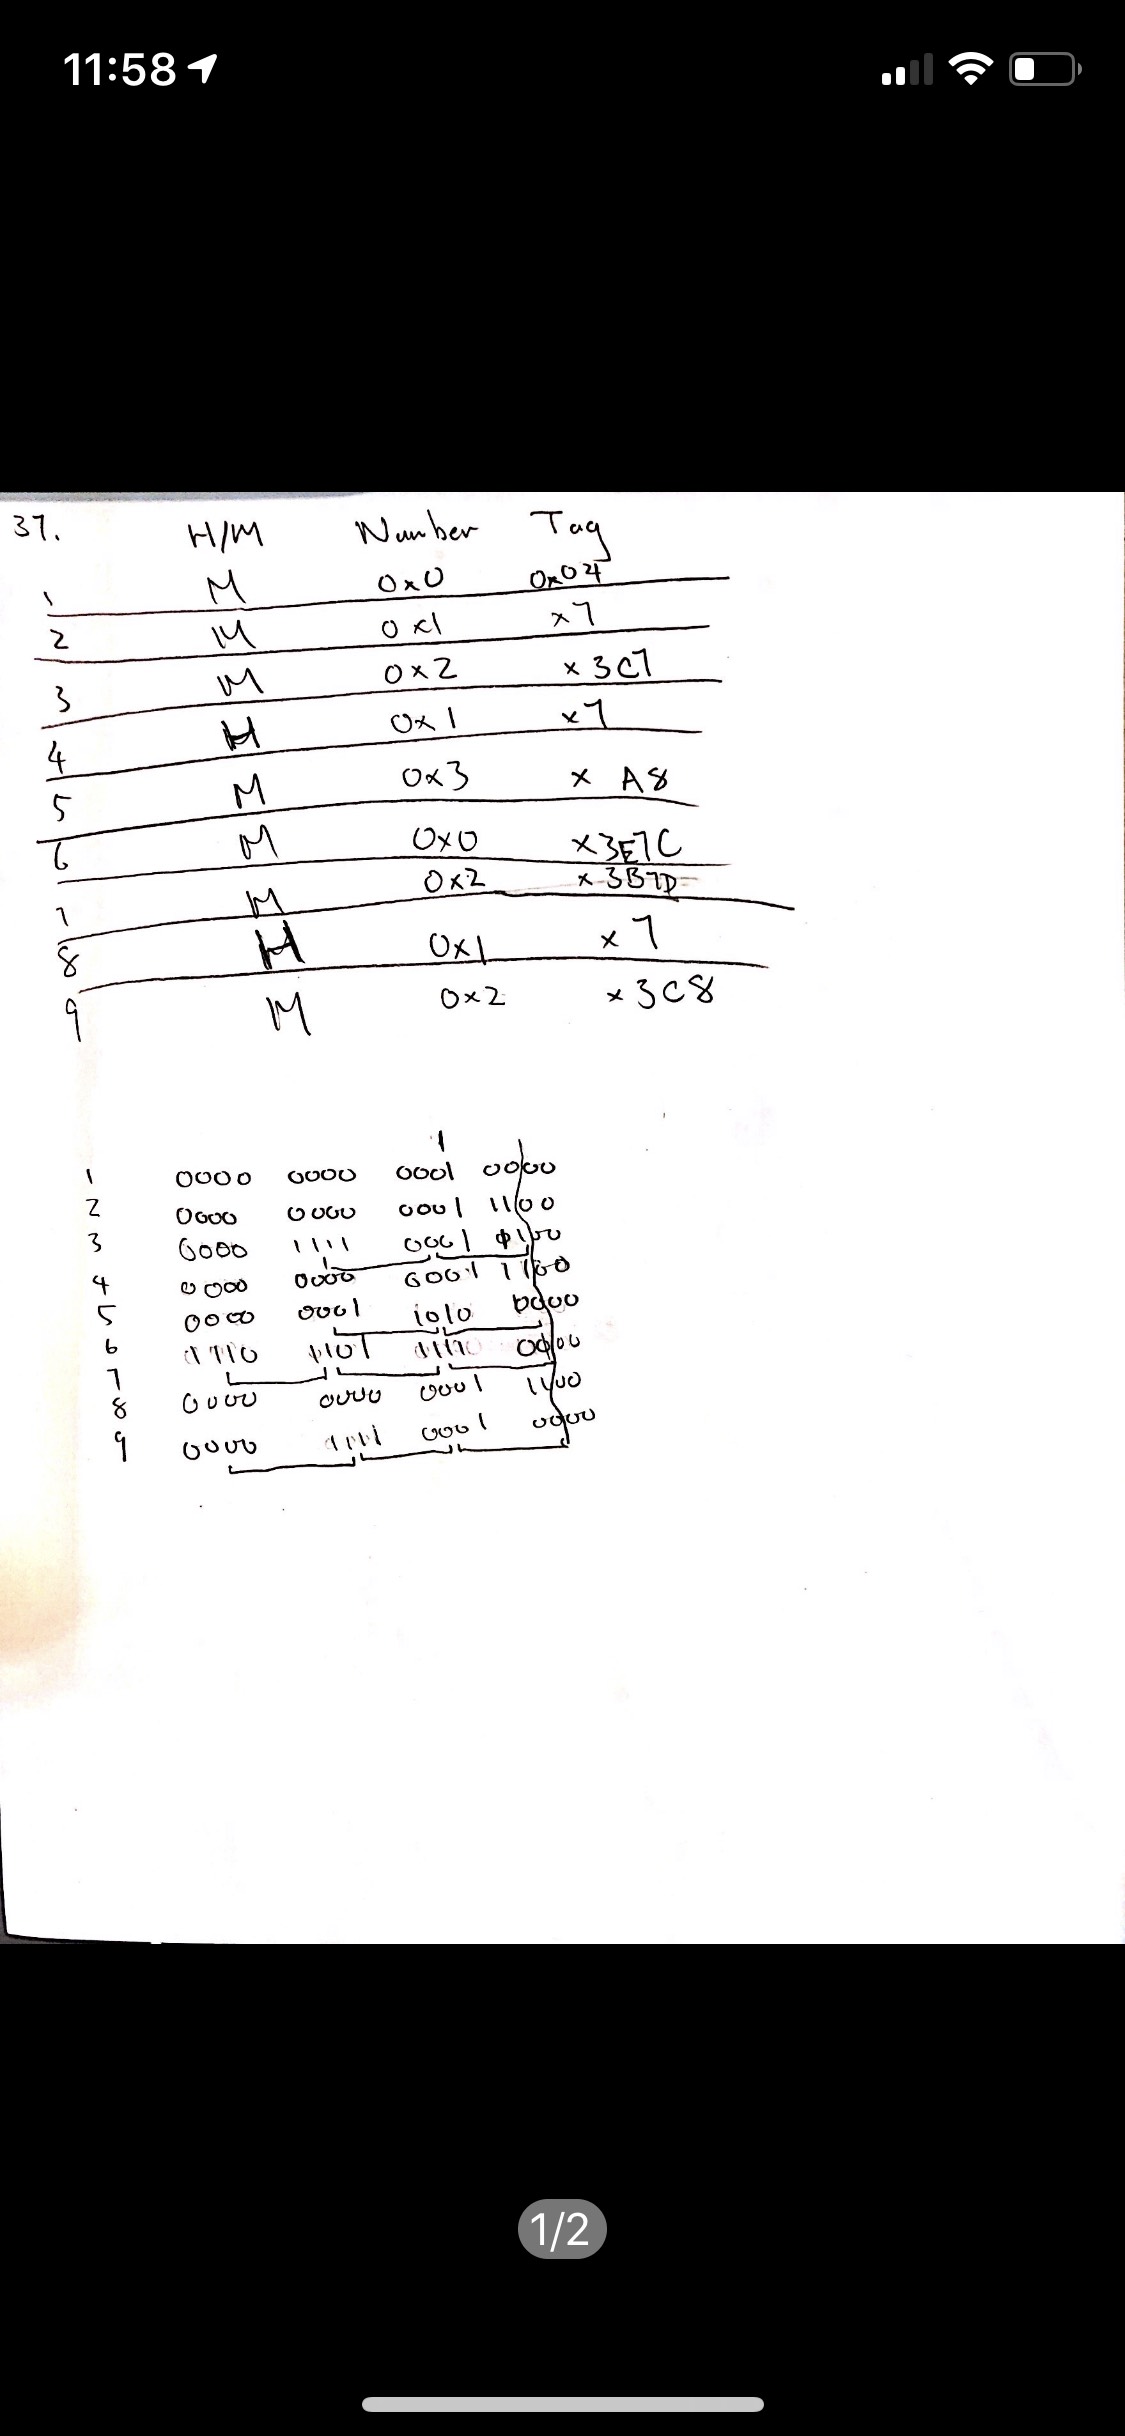 11:58
37. H/M Number Tag
1 M 0x0 0x04
2 M 0x1 x7
3 M 0x2 x3C7
4 H 0x1 x7
5 M 0x3 x A8
6 M 0x0 x3E7C
7 M 0x2 x3B7D
8 H 0x1 x7
9 M 0x2 x3C8
1
1 0000 0000 0001 0000
2 0000 0000 0001 1100
3 0000 1111 0001 1100
4 0000 0000 0001 1100
5 0000 0001 1010 0000
6 1110 1101 11110 0000
7
8 0000 0000 0001 1100
9 0000 1111 0001 0000
1/2